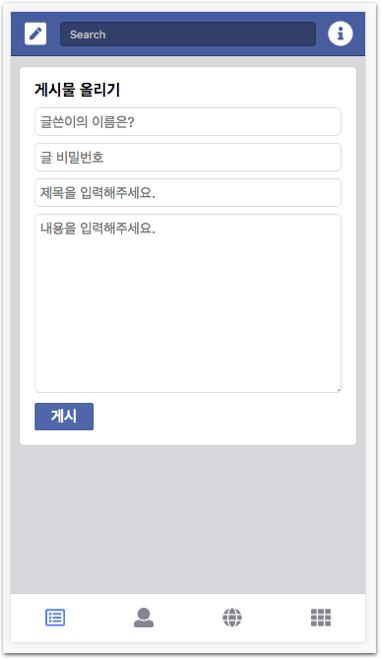 Search
게시물 올리기
글쓴이의 이름은?
글 비밀번호
제목을 입력해주세요.
내용을 입력해주세요.
게시